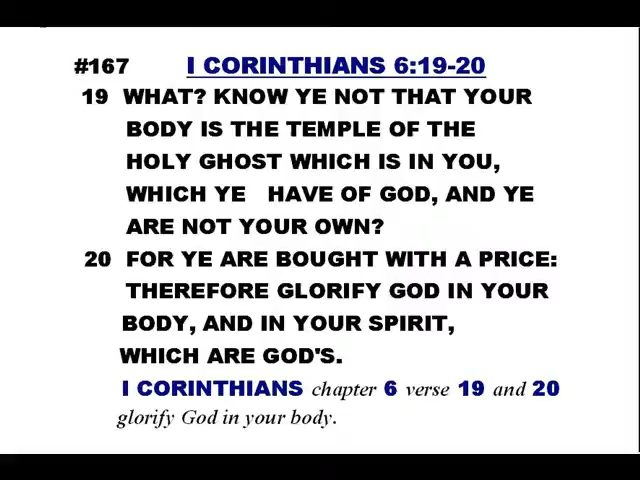 #167 I CORINTHIANS 6:19-20
19 WHAT? KNOW YE NOT THAT YOUR
BODY IS THE TEMPLE OF THE
HOLY GHOST WHICH IS IN YOU,
WHICH YE HAVE OF GOD, AND YE
ARE NOT YOUR OWN?
20 FOR YE ARE BOUGHT WITH A PRICE:
THEREFORE GLORIFY GOD IN YOUR
BODY, AND IN YOUR SPIRIT,
WHICH ARE GOD'S.
I CORINTHIANS chapter 6 verse 19 and 20
glorify God in your body.